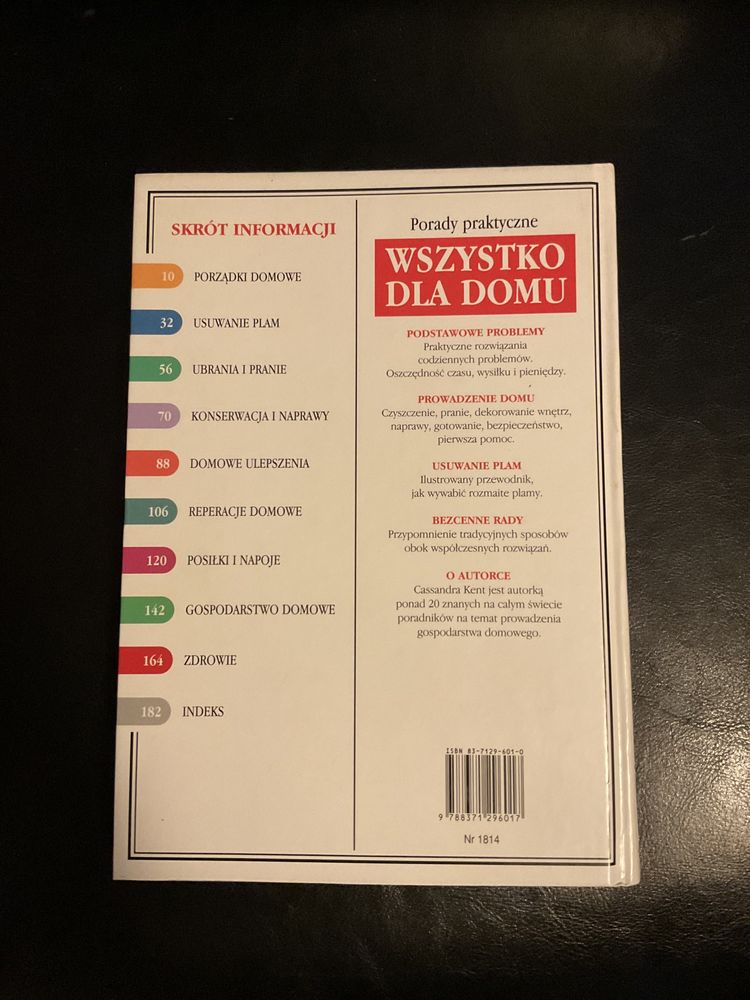 SKRÓT INFORMACJI
10 PORZĄDKI DOMOWE
32 USUWANIE PLAM
56 UBRANIA I PRANIE
70 KONSERWACJA I NAPRAWY
88 DOMOWE ULEPSZENIA
106 REPERACJE DOMOWE
120 POSIŁKI I NAPOJE
142 GOSPODARSTWO DOMOWE
164 ZDROWIE
182 INDEKS
Porady praktyczne
WSZYSTKO
DLA DOMU
PODSTAWOWE PROBLEMY
Praktyczne rozwiązania
codziennych problemów.
Oszczędność czasu, wysiłku i pieniędzy.
PROWADZENIE DOMU
Czyszczenie, pranie, dekorowanie wnętrz,
naprawy, gotowanie, bezpieczeństwo,
pierwsza pomoc.
USUWANIE PLAM
Ilustrowany przewodnik,
jak wywabić rozmaite plamy.
BEZCENNE RADY
Przypomnienie tradycyjnych sposobów
obok współczesnych rozwiązań.
O AUTORCE
Cassandra Kent jest autorką
ponad 20 znanych na całym świecie
poradników na temat prowadzenia
gospodarstwa domowego.
ISBN 83-7129-601-0
9 788371 296017
Nr 1814